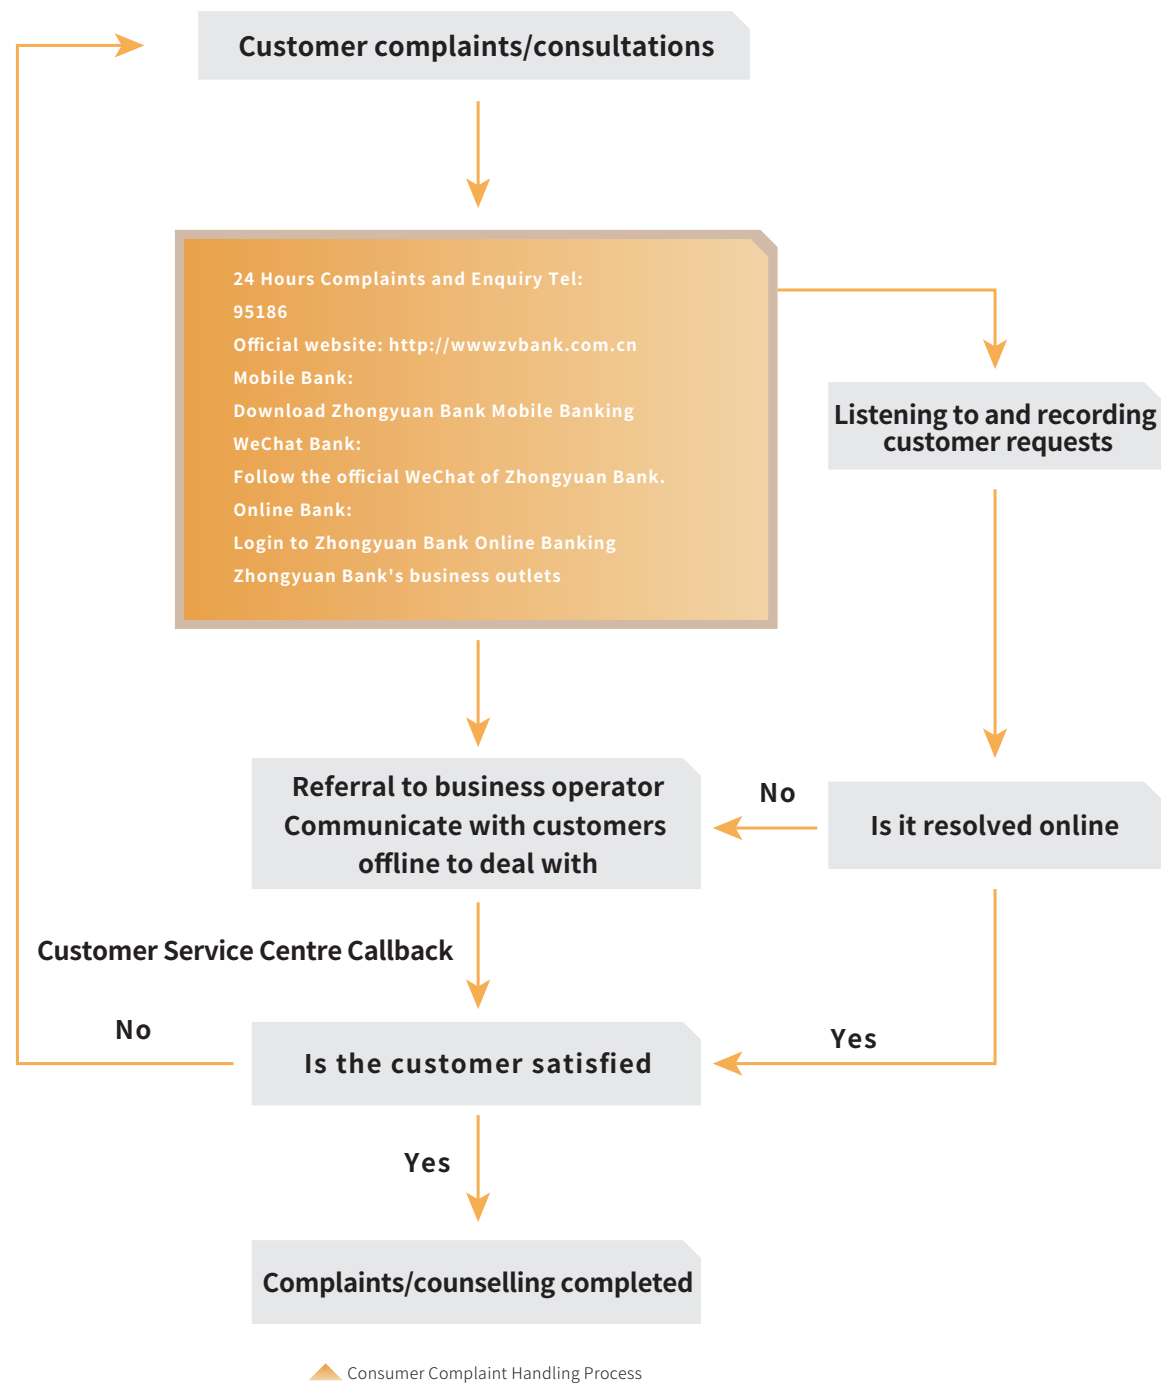 Customer complaints/consultations
24 Hours Complaints and Enquiry Tel:
95186
Official website: http://wwwzvbank.com.cn
Mobile Bank:
Download Zhongyuan Bank Mobile Banking
WeChat Bank:
Follow the official WeChat of Zhongyuan Bank.
Online Bank:
Login to Zhongyuan Bank Online Banking
Zhongyuan Bank's business outlets
Listening to and recording
customer requests
Referral to business operator
Communicate with customers
offline to deal with
No
Is it resolved online
Customer Service Centre Callback
No
Is the customer satisfied
Yes
Yes
Complaints/counselling completed
Consumer Complaint Handling Process